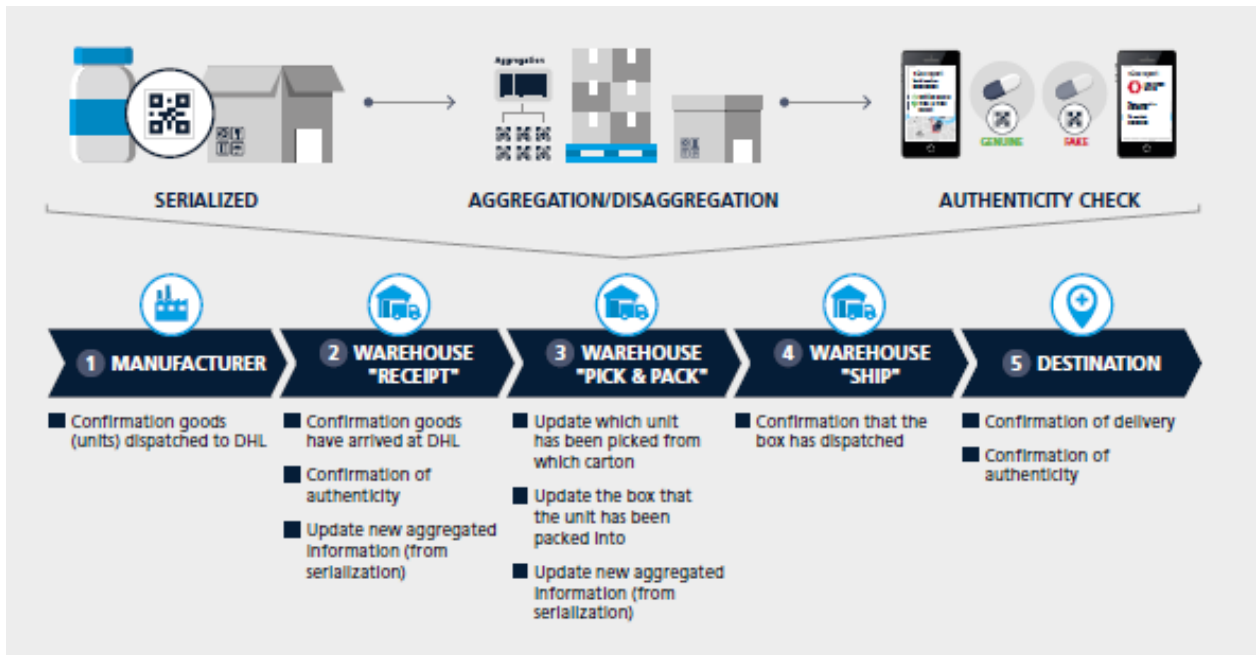 Aggregation
GENUINE
FAKE
SERIALIZED
AGGREGATION/DISAGGREGATION
AUTHENTICITY CHECK
1 MANUFACTURER
Confirmation goods
(units) dispatched to DHL
2 WAREHOUSE
"RECEIPT"
Confirmation goods
have arrived at DHL
Confirmation of
authenticity
Update new aggregated
information (from
serialization)
3 WAREHOUSE
"PICK & PACK"
Update which unit
has been picked from
which carton
Update the box that
the unit has been
packed into
Update new aggregated
information (from
serialization)
4 WAREHOUSE
"SHIP"
Confirmation that the
box has dispatched
5 DESTINATION
Confirmation of delivery
Confirmation of
authenticity